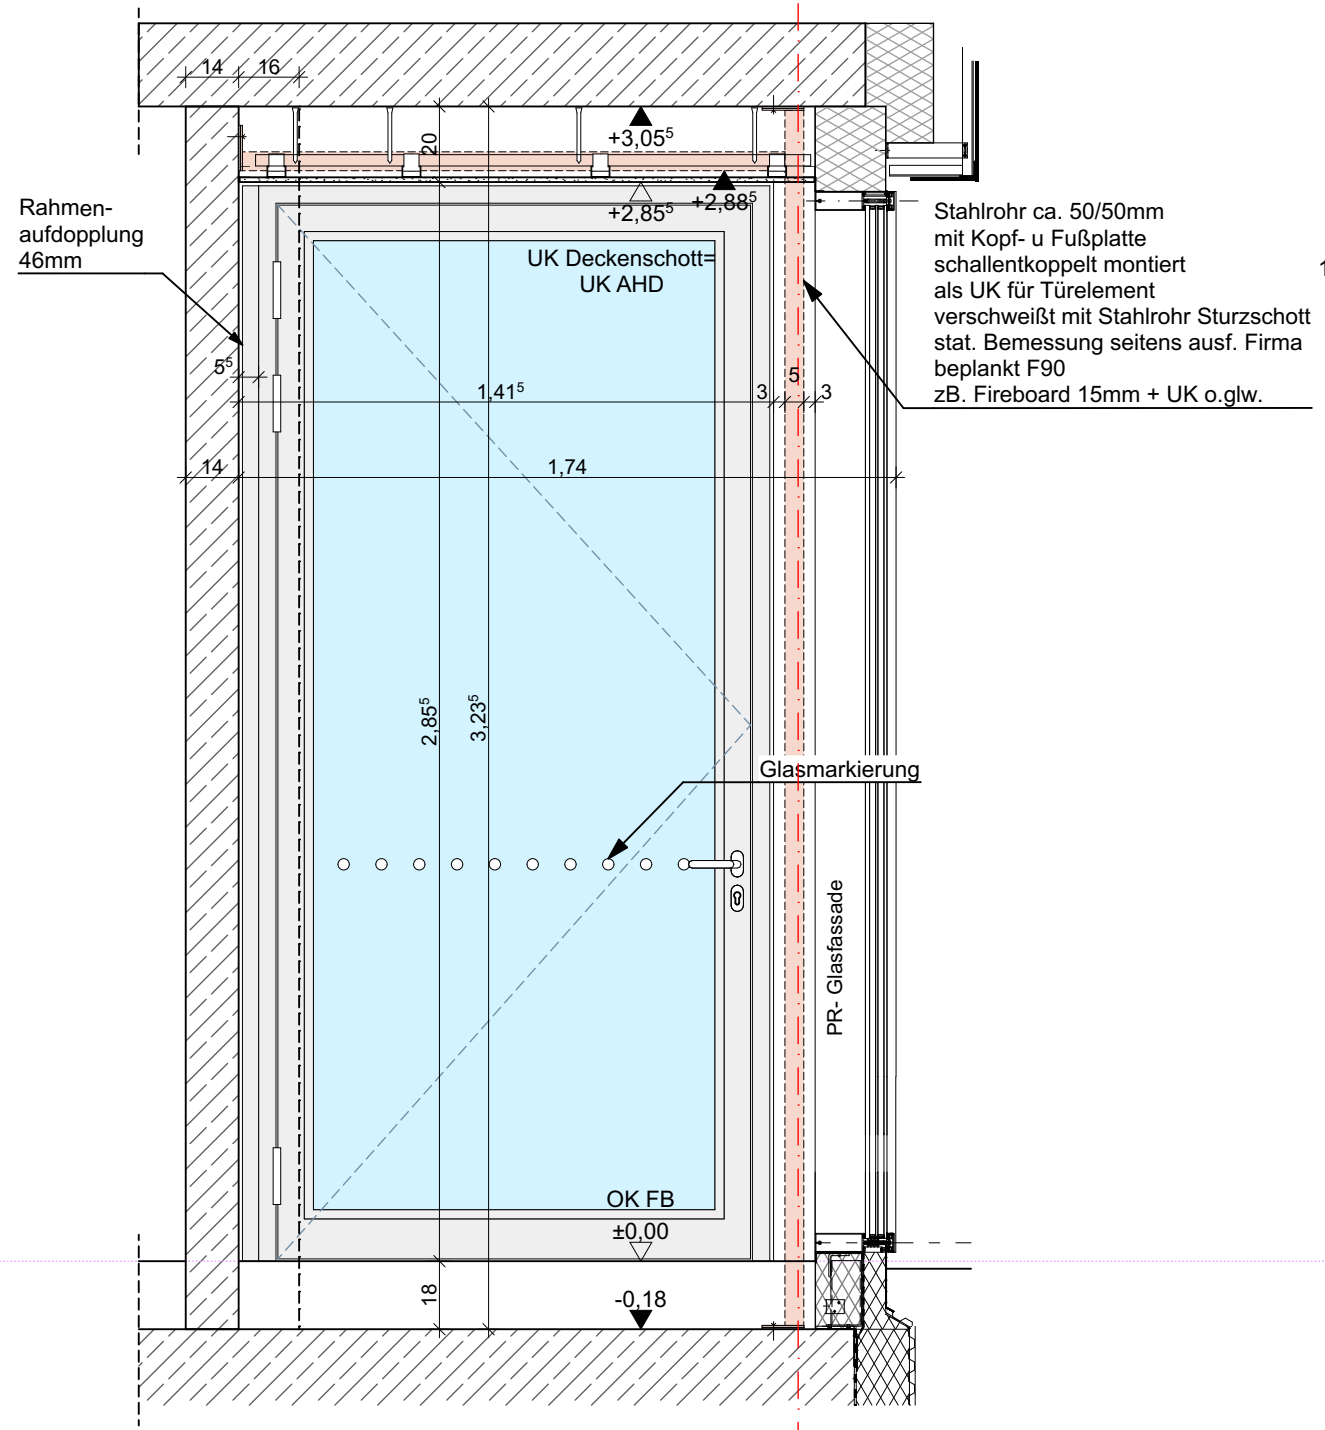 14
16
20
+3,05⁵
+2,85⁵
+2,88⁵
Rahmen-
aufdopplung
46mm
UK Deckenschott=
UK AHD
Stahlrohr ca. 50/50mm
mit Kopf- u Fußplatte
schallentkoppelt montiert
als UK für Türelement
verschweißt mit Stahlrohr Sturzschott
stat. Bemessung seitens ausf. Firma
beplankt F90
zB. Fireboard 15mm + UK o.glw.
1
5⁵
1,41⁵
3
5
3
14
1,74
2,85⁵
3,23⁵
Glasmarkierung
PR- Glasfassade
OK FB
±0,00
18
-0,18